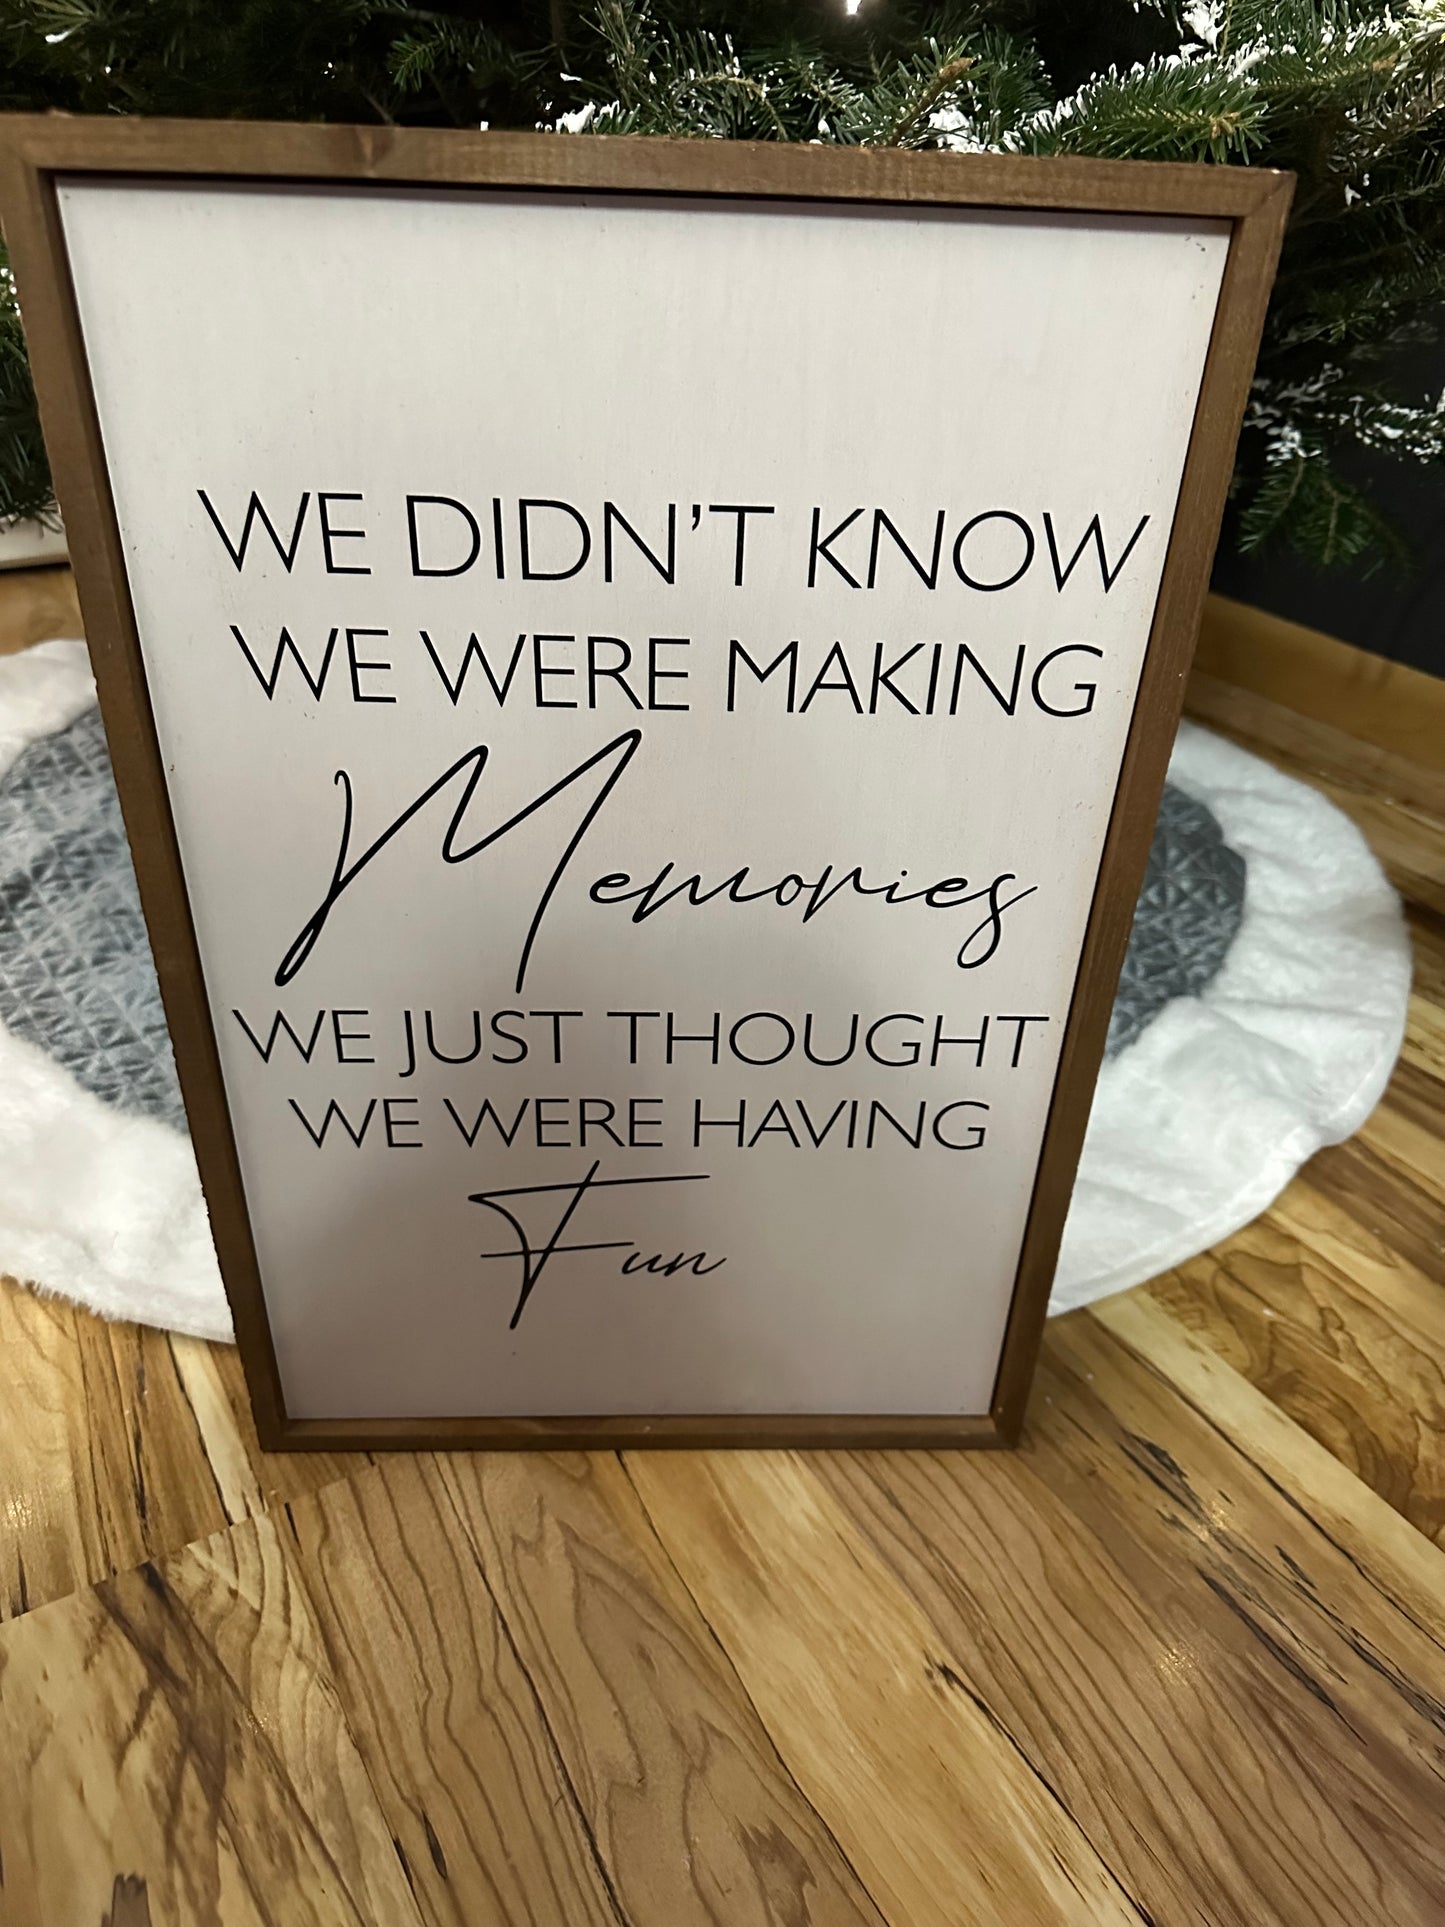 WE DIDN'T KNOW
WE WERE MAKING
Memories
WE JUST THOUGHT
WE WERE HAVING
Fun